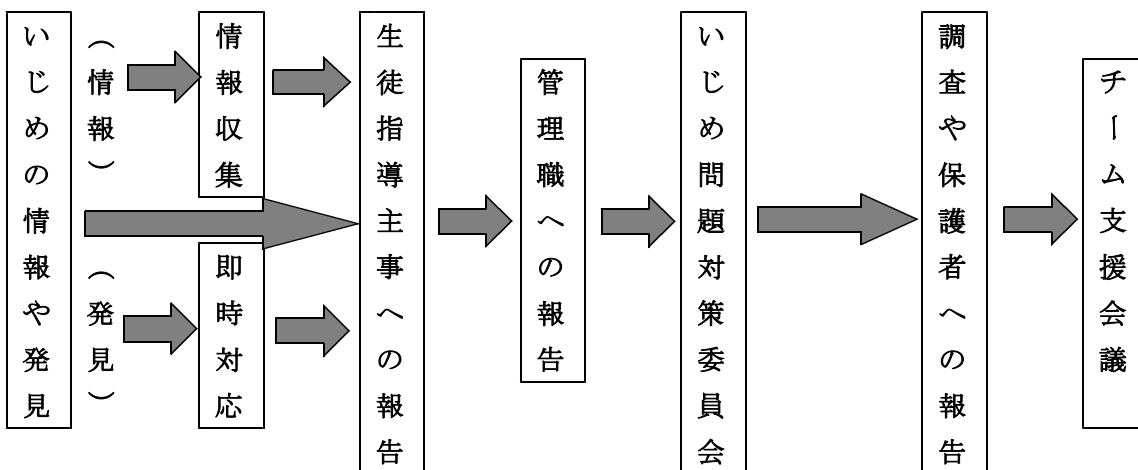 いじめの情報や発見
（情報）
（発見）
情報収集
即時対応
生徒指導主事への報告
管理職への報告
いじめ問題対策委員会
調査や保護者への報告
チーム支援会議